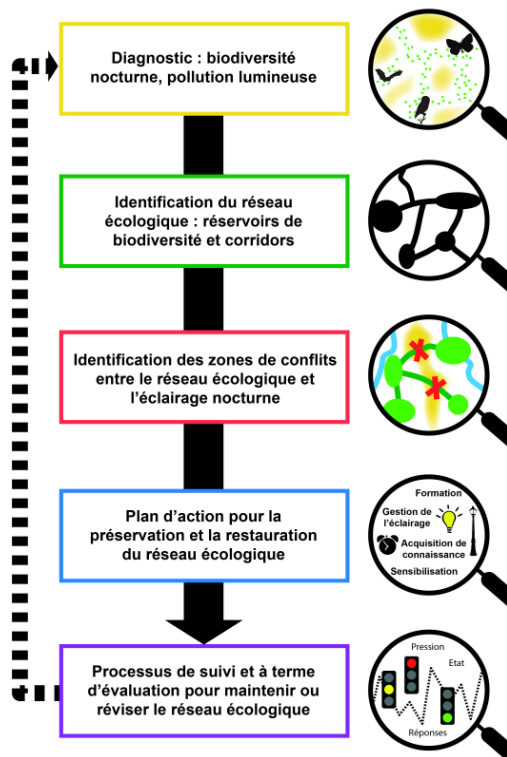 Diagnostic : biodiversité
nocturne, pollution lumineuse
Identification du réseau
écologique : réservoirs de
biodiversité et corridors
Identification des zones de conflits
entre le réseau écologique et
l’éclairage nocturne
Plan d’action pour la
préservation et la restauration
du réseau écologique
Formation
Gestion de
l’éclairage
Acquisition de
connaissance
Sensibilisation
Processus de suivi et à terme
d’évaluation pour maintenir ou
réviser le réseau écologique
Pression
Etat
Réponses